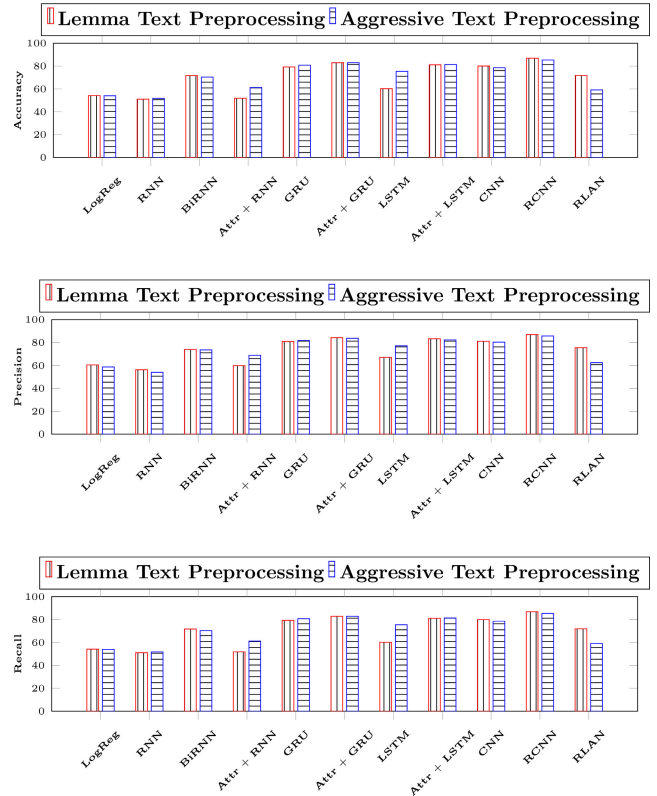 Lemma Text Preprocessing Aggressive Text Preprocessing
100
80
60
40
20
0
Accuracy
LogReg RNN BiRNN Attr + RNN GRU Attr + GRU LSTM Attr + LSTM CNN RCNN RLAN
Lemma Text Preprocessing Aggressive Text Preprocessing
100
80
60
40
20
0
Precision
LogReg RNN BiRNN Attr + RNN GRU Attr + GRU LSTM Attr + LSTM CNN RCNN RLAN
Lemma Text Preprocessing Aggressive Text Preprocessing
100
80
60
40
20
0
Recall
LogReg RNN BiRNN Attr + RNN GRU Attr + GRU LSTM Attr + LSTM CNN RCNN RLAN